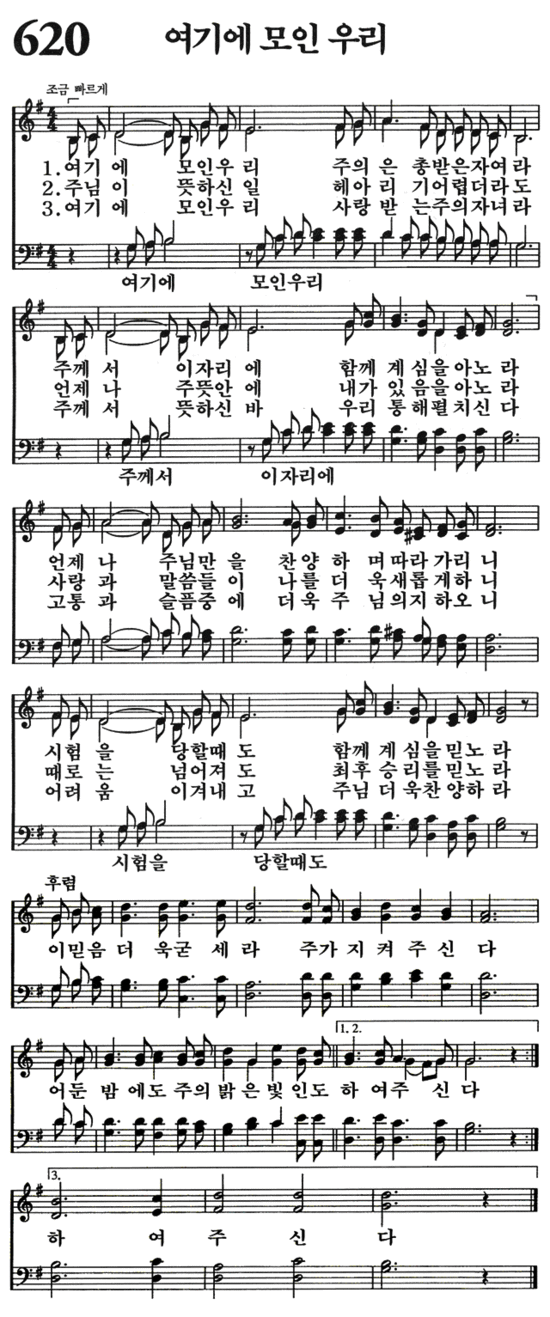 620 여기에 모인 우리
조금 빠르게
1.여기 에 모인우 리 주의 은 총받은자여 라
2.주님 이 뜻하신 일 헤아 리 기어렵더라 도
3.여기 에 모인우 리 사랑 받 는주의자녀 라
여기에 모인우리
주께 서 이자리 에 함께 계 심을아노 라
언제 나 주뜻안 에 내가 있 음을아노 라
주께 서 뜻하신 바 우리 통 해펼치신 다
주께서 이자리에
언제 나 주님만 을 찬양 하 며따라가리 니
사랑 과 말씀들 이 나를 더 욱새롭게하 니
고통 과 슬픔중 에 더욱 주 님의지하오 니
시험 을 당할때 도 함께 계 심을믿노 라
때로 는 넘어져 도 최후 승 리를믿노 라
어려 움 이겨내 고 주님 더 욱찬양하 라
시험을 당할때도
후렴
이믿음 더 욱굳 세 라 주가 지 켜 주 신 다
1, 2.
어둔 밤 에도 주의 밝 은 빛 인도 하 여주 신 다
3.
하 여 주 신 다